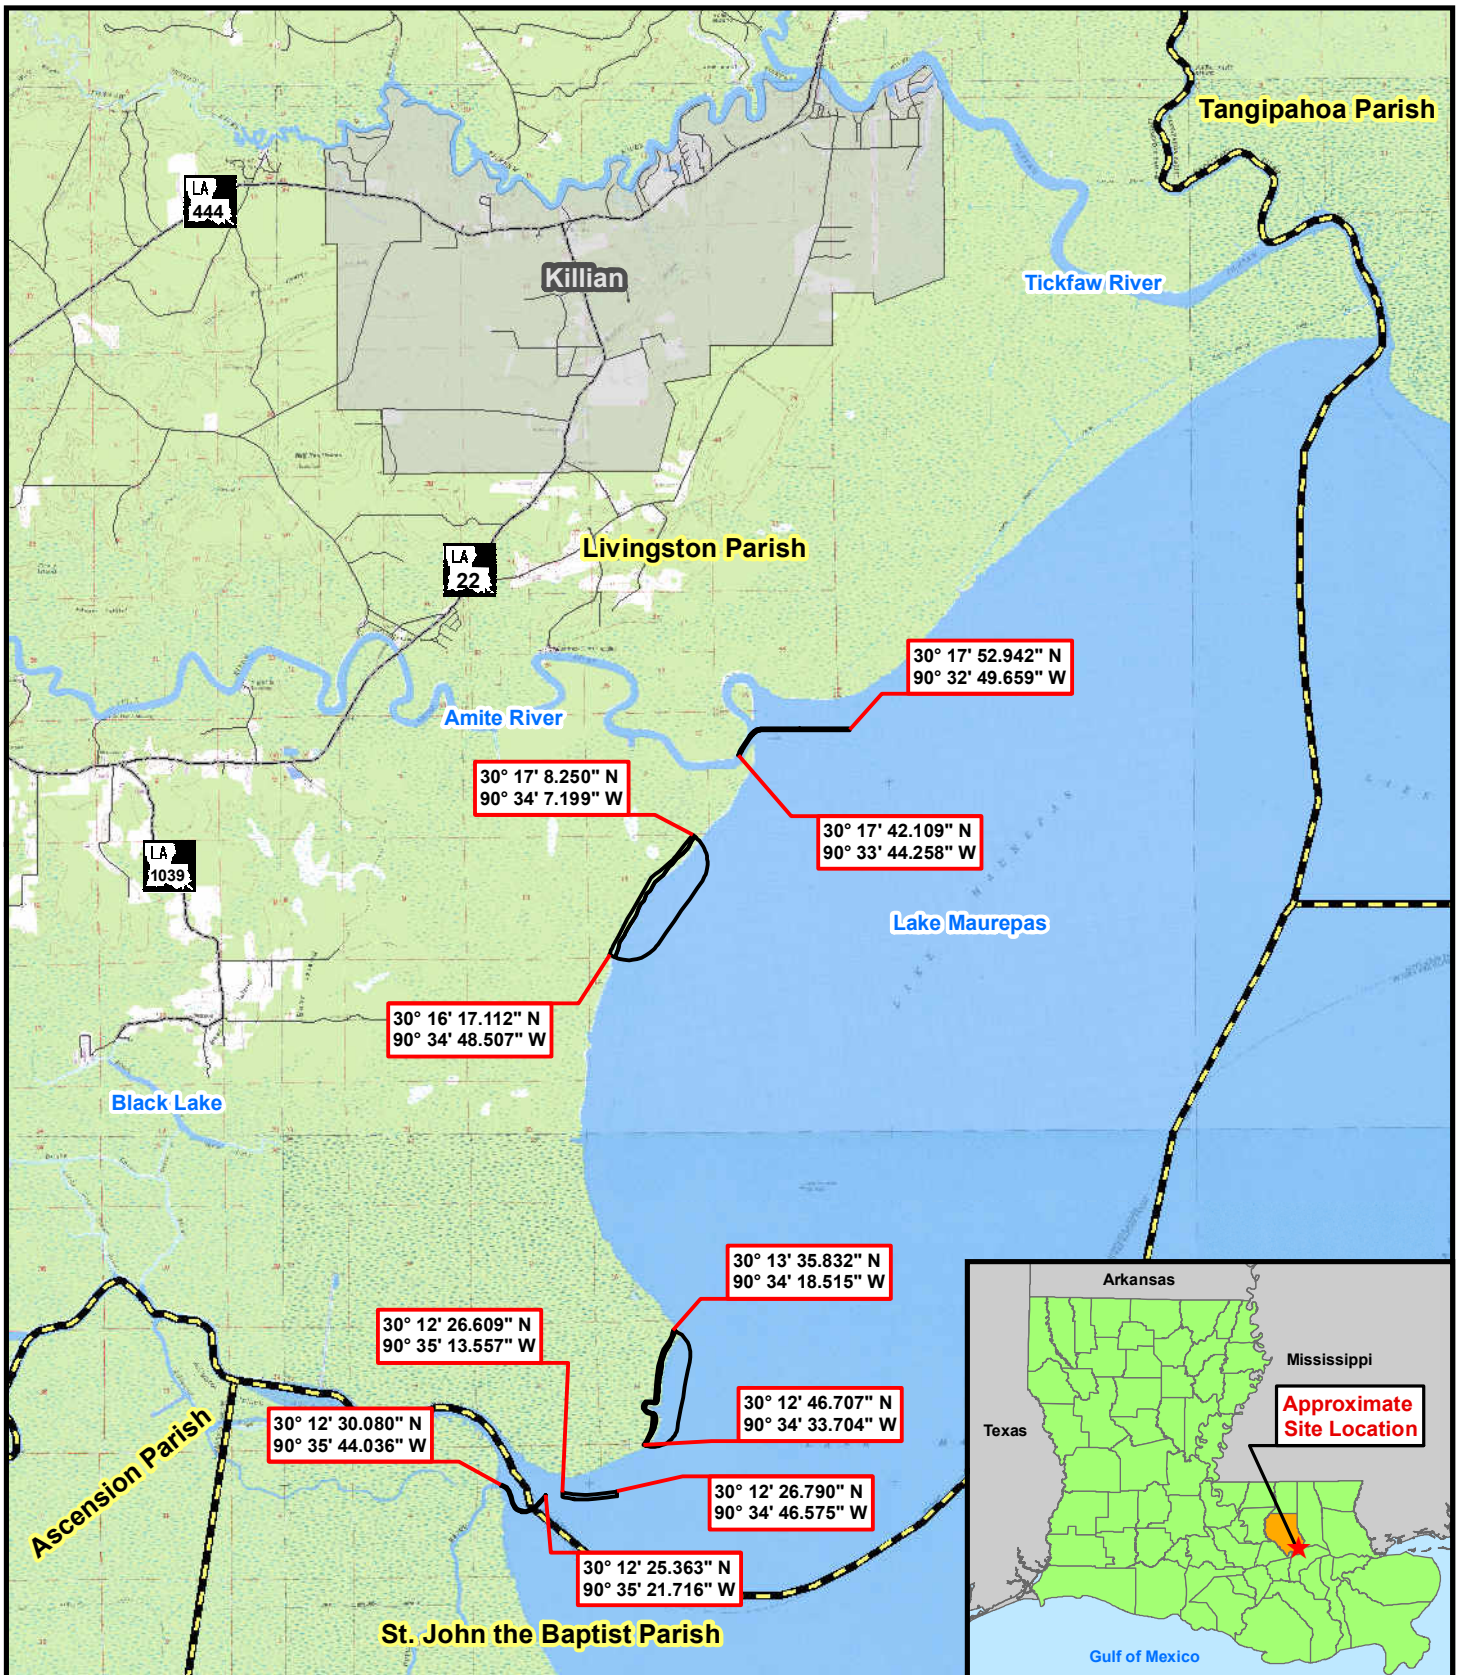 Tangipahoa Parish
LA
444
Killian
Tickfaw River
Livingston Parish
LA
22
30° 17' 52.942" N
90° 32' 49.659" W
Amite River
30° 17' 8.250" N
90° 34' 7.199" W
30° 17' 42.109" N
90° 33' 44.258" W
LA
1039
Lake Maurepas
LAKE MAUREPAS
30° 16' 17.112" N
90° 34' 48.507" W
Black Lake
30° 13' 35.832" N
90° 34' 18.515" W
30° 12' 26.609" N
90° 35' 13.557" W
30° 12' 46.707" N
90° 34' 33.704" W
30° 12' 30.080" N
90° 35' 44.036" W
Ascension Parish
30° 12' 26.790" N
90° 34' 46.575" W
30° 12' 25.363" N
90° 35' 21.716" W
St. John the Baptist Parish
Arkansas
Mississippi
Texas
Approximate
Site Location
Gulf of Mexico